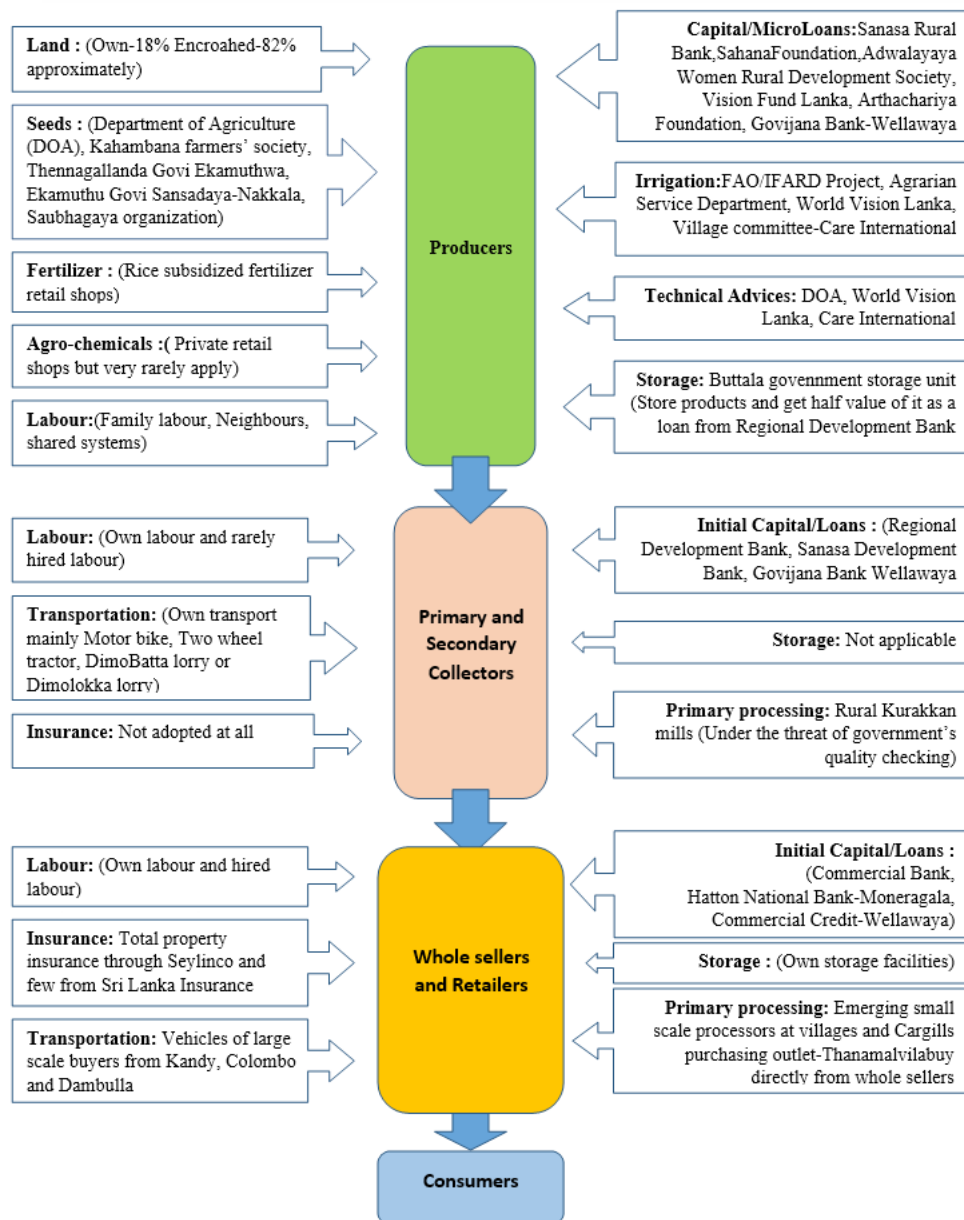 Land : (Own-18% Encroahed-82%
approximately)
Seeds : (Department of Agriculture
(DOA), Kahambana farmers’ society,
Thennagallanda Govi Ekamuthwa,
Ekamuthu Govi Sansadaya-Nakkala,
Saubhagaya organization)
Fertilizer : (Rice subsidized fertilizer
retail shops)
Agro-chemicals :( Private retail
shops but very rarely apply)
Labour:(Family labour, Neighbours,
shared systems)
Producers
Capital/MicroLoans:Sanasa Rural
Bank,SahanaFoundation,Adwalayaya
Women Rural Development Society,
Vision Fund Lanka, Arthachariya
Foundation, Govijana Bank-Wellawaya
Irrigation:FAO/IFARD Project, Agrarian
Service Department, World Vision Lanka,
Village committee-Care International
Technical Advices: DOA, World Vision
Lanka, Care International
Storage: Buttala govennment storage unit
(Store products and get half value of it as a
loan from Regional Development Bank
Labour: (Own labour and rarely
hired labour)
Transportation: (Own transport
mainly Motor bike, Two wheel
tractor, DimoBatta lorry or
Dimolokka lorry)
Insurance: Not adopted at all
Primary and
Secondary
Collectors
Initial Capital/Loans : (Regional
Development Bank, Sanasa Development
Bank, Govijana Bank Wellawaya
Storage: Not applicable
Primary processing: Rural Kurakkan
mills (Under the threat of government’s
quality checking)
Labour: (Own labour and hired
labour)
Insurance: Total property
insurance through Seylinco and
few from Sri Lanka Insurance
Transportation: Vehicles of large
scale buyers from Kandy, Colombo
and Dambulla
Whole sellers
and Retailers
Initial Capital/Loans :
(Commercial Bank,
Hatton National Bank-Moneragala,
Commercial Credit-Wellawaya)
Storage : (Own storage facilities)
Primary processing: Emerging small
scale processors at villages and Cargills
purchasing outlet-Thanamalvilabuy
directly from whole sellers
Consumers